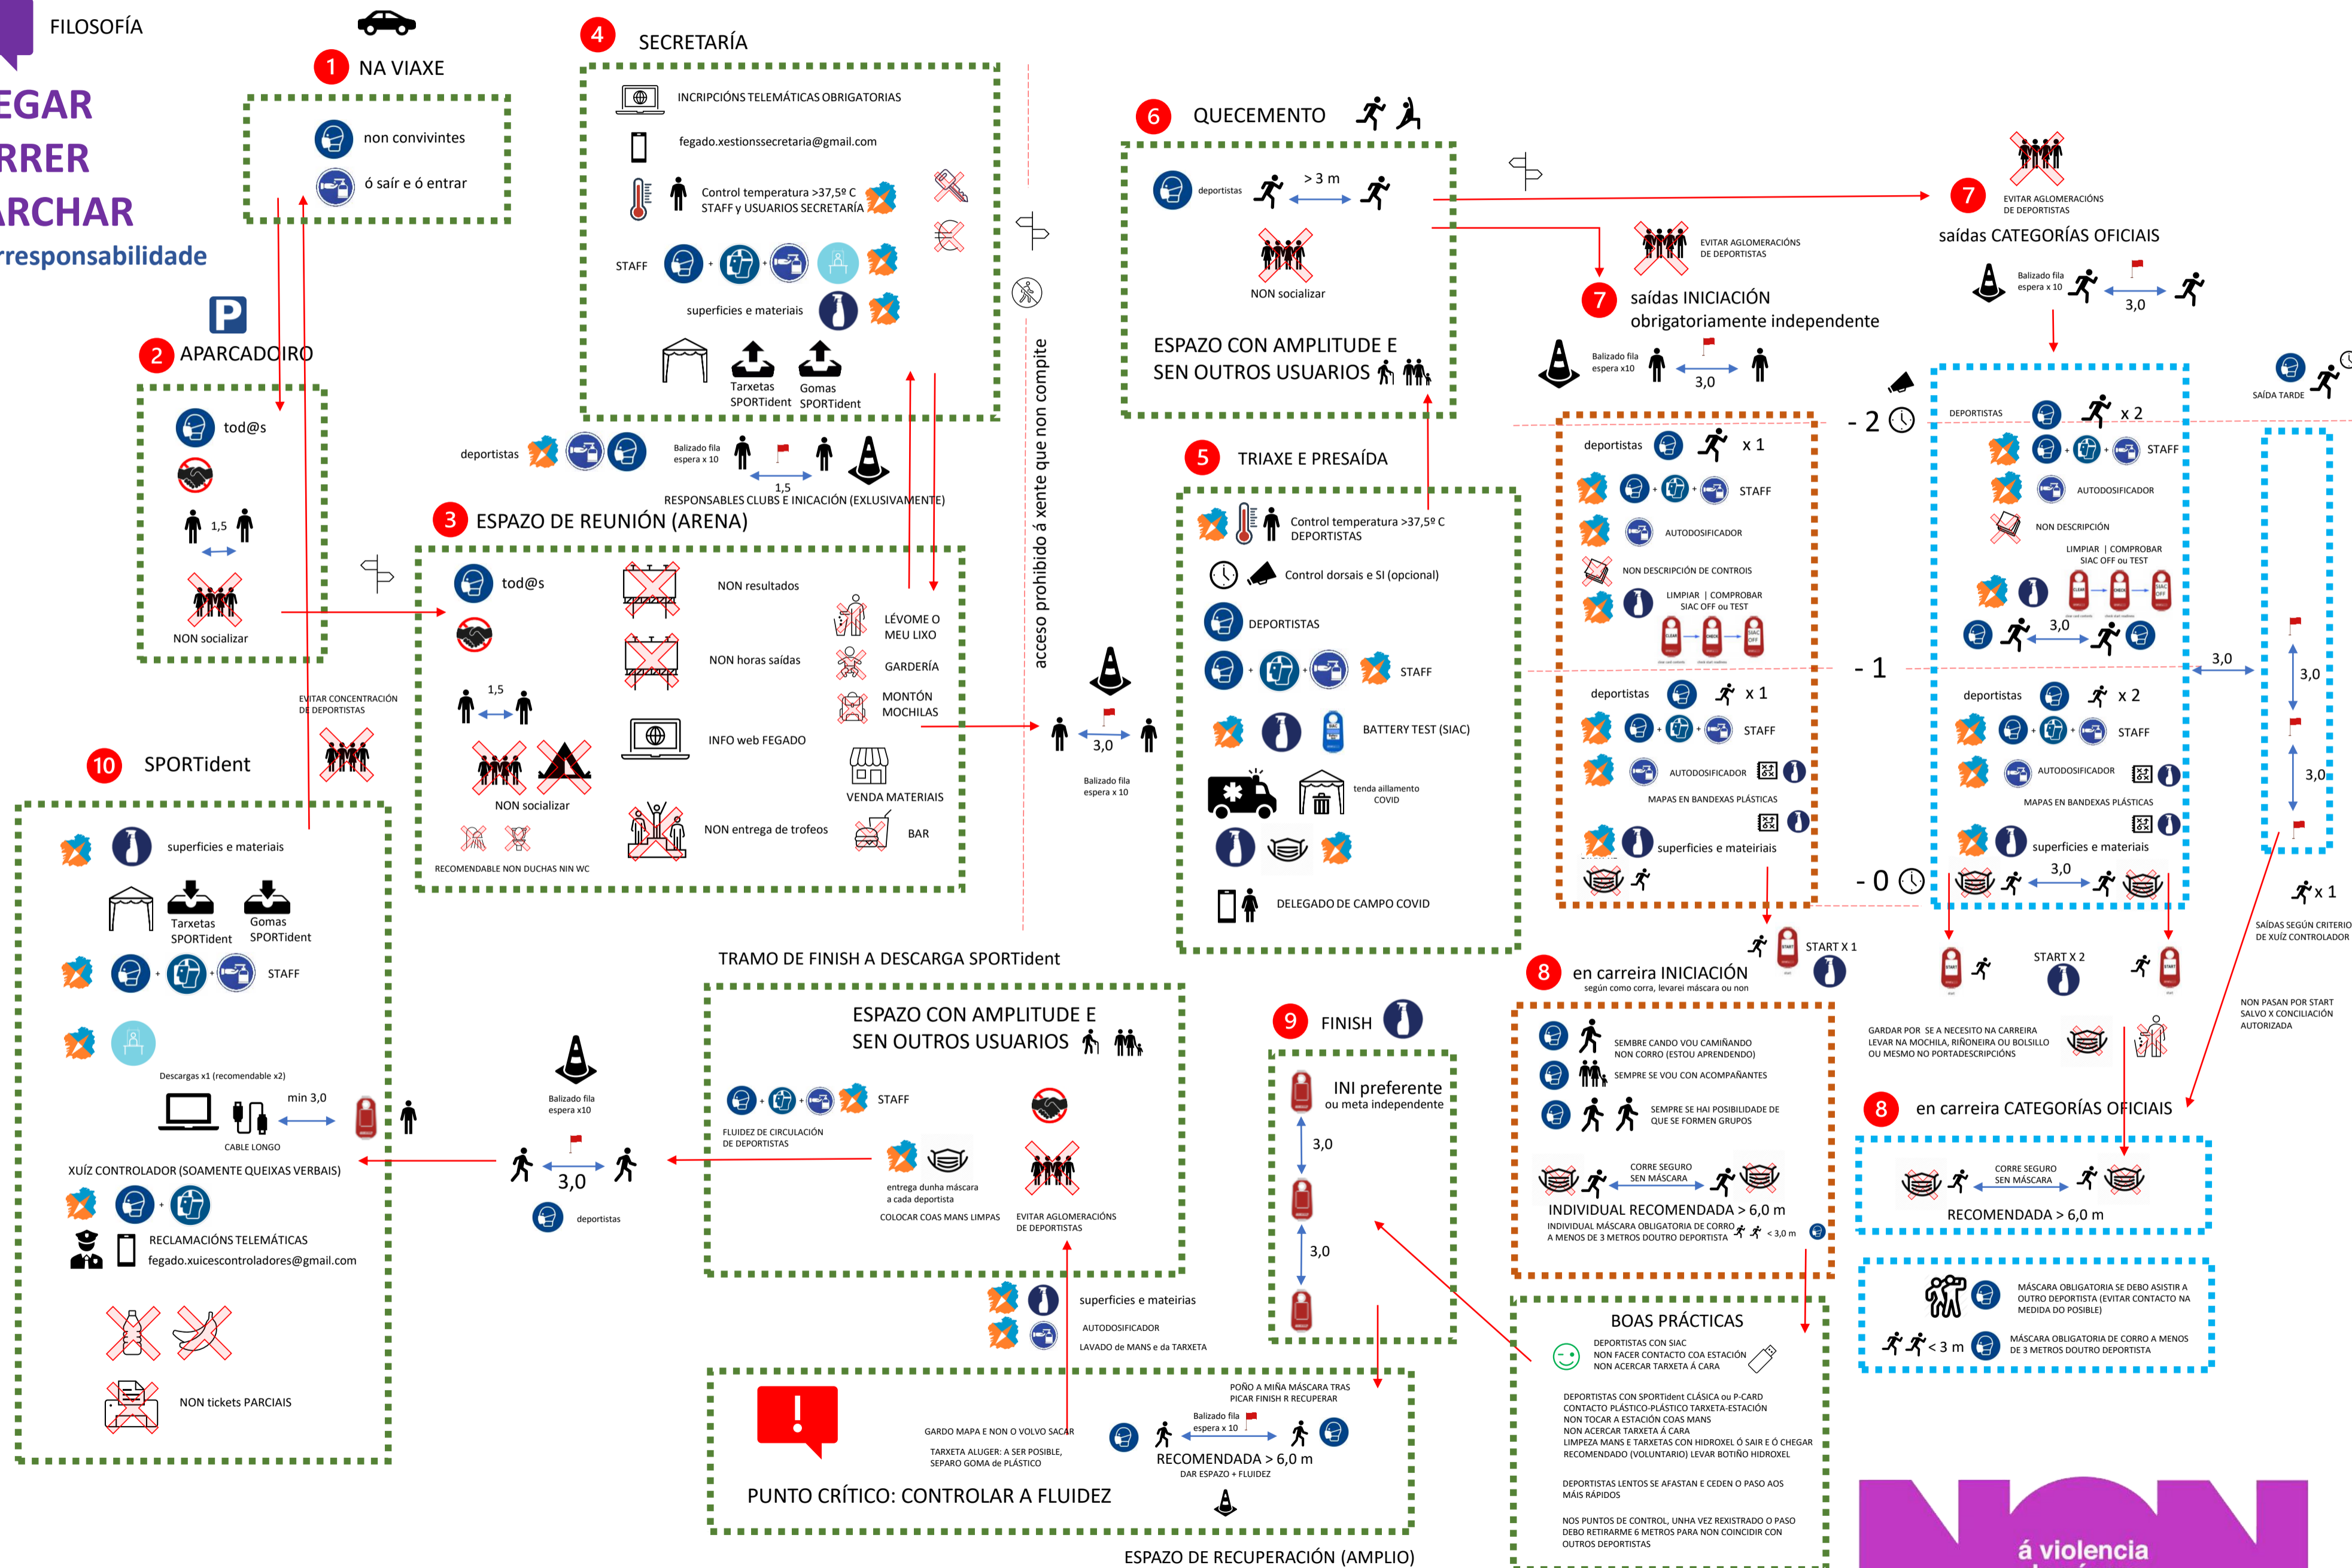 FILOSOFÍA
EGAR
RRER
ARCHAR
rresponsabilidade
1 NA VIAXE
non convivintes
ó saír e ó entrar
P
2 APARCADOIRO
tod@s
1,5
NON socializar
EVITAR CONCENTRACIÓN
DE DEPORTISTAS
4 SECRETARÍA
INCRIPCIÓNS TELEMÁTICAS OBRIGATORIAS
fegado.xestionssecretaria@gmail.com
Control temperatura >37,5º C
STAFF y USUARIOS SECRETARÍA
STAFF
+
+
superficies e materiais
Tarxetas
SPORTident
Gomas
SPORTident
deportistas
Balizado fila
espera x 10
1,5
RESPONSABLES CLUBS E INICACIÓN (EXLUSIVAMENTE)
3 ESPAZO DE REUNIÓN (ARENA)
tod@s
1,5
NON socializar
RECOMENDABLE NON DUCHAS NIN WC
NON resultados
NON horas saídas
INFO web FEGADO
NON entrega de trofeos
LÉVOME O
MEU LIXO
GARDERÍA
MONTÓN
MOCHILAS
VENDA MATERIAIS
BAR
acceso prohibido á xente que non compite
3,0
Balizado fila
espera x 10
6 QUECEMENTO
deportistas
> 3 m
NON socializar
ESPAZO CON AMPLITUDE E
SEN OUTROS USUARIOS
5 TRIAXE E PRESAÍDA
Control temperatura >37,5º C
DEPORTISTAS
Control dorsais e SI (opcional)
DEPORTISTAS
+
+
STAFF
BATTERY TEST (SIAC)
tenda aillamento
COVID
DELEGADO DE CAMPO COVID
EVITAR AGLOMERACIÓNS
DE DEPORTISTAS
7 saídas INICIACIÓN
obrigatoriamente independente
Balizado fila
espera x10
3,0
deportistas
x 1
+
+
STAFF
AUTODOSIFICADOR
NON DESCRIPCIÓN DE CONTROIS
LIMPIAR | COMPROBAR
SIAC OFF ou TEST
CLEAR
CHECK
SIAC
OFF
deportistas
x 1
+
+
STAFF
AUTODOSIFICADOR
MAPAS EN BANDEXAS PLÁSTICAS
superficies e mateiriais
- 2
- 1
- 0
EVITAR AGLOMERACIÓNS
DE DEPORTISTAS
7
saídas CATEGORÍAS OFICIAIS
Balizado fila
espera x 10
3,0
DEPORTISTAS
x 2
+
+
STAFF
AUTODOSIFICADOR
NON DESCRIPCIÓN
LIMPIAR | COMPROBAR
SIAC OFF ou TEST
CLEAR
CHECK
SIAC
OFF
3,0
deportistas
x 2
+
+
STAFF
AUTODOSIFICADOR
MAPAS EN BANDEXAS PLÁSTICAS
superficies e materiais
3,0
SAÍDA TARDE
3,0
3,0
3,0
x 1
SAÍDAS SEGÚN CRITERIO
DE XUÍZ CONTROLADOR
NON PASAN POR START
SALVO X CONCILIACIÓN
AUTORIZADA
START
START X 1
START
START X 2
START
GARDAR POR SE A NECESITO NA CARREIRA
LEVAR NA MOCHILA, RIÑONEIRA OU BOLSILLO
OU MESMO NO PORTADESCRIPCIÓNS
8 en carreira INICIACIÓN
según como corra, levarei máscara ou non
SEMBRE CANDO VOU CAMIÑANDO
NON CORRO (ESTOU APRENDENDO)
SEMPRE SE VOU CON ACOMPAÑANTES
SEMPRE SE HAI POSIBILIDADE DE
QUE SE FORMEN GRUPOS
CORRE SEGURO
SEN MÁSCARA
INDIVIDUAL RECOMENDADA > 6,0 m
INDIVIDUAL MÁSCARA OBLIGATORIA DE CORRO
A MENOS DE 3 METROS DOUTRO DEPORTISTA
< 3,0 m
8 en carreira CATEGORÍAS OFICIAIS
CORRE SEGURO
SEN MÁSCARA
RECOMENDADA > 6,0 m
MÁSCARA OBLIGATORIA SE DEBO ASISTIR A
OUTRO DEPORTISTA (EVITAR CONTACTO NA
MEDIDA DO POSIBLE)
< 3 m
MÁSCARA OBLIGATORIA DE CORRO A MENOS
DE 3 METROS DOUTRO DEPORTISTA
BOAS PRÁCTICAS
DEPORTISTAS CON SIAC
NON FACER CONTACTO COA ESTACIÓN
NON ACERCAR TARXETA Á CARA
DEPORTISTAS CON SPORTident CLÁSICA ou P-CARD
CONTACTO PLÁSTICO-PLÁSTICO TARXETA-ESTACIÓN
NON TOCAR A ESTACIÓN COAS MANS
NON ACERCAR TARXETA Á CARA
LIMPEZA MANS E TARXETAS CON HIDROXEL Ó SAIR E Ó CHEGAR
RECOMENDADO (VOLUNTARIO) LEVAR BOTIÑO HIDROXEL
DEPORTISTAS LENTOS SE AFASTAN E CEDEN O PASO AOS
MÁIS RÁPIDOS
NOS PUNTOS DE CONTROL, UNHA VEZ REXISTRADO O PASO
DEBO RETIRARME 6 METROS PARA NON COINCIDIR CON
OUTROS DEPORTISTAS
9 FINISH
INI preferente
ou meta independente
3,0
3,0
TRAMO DE FINISH A DESCARGA SPORTident
ESPAZO CON AMPLITUDE E
SEN OUTROS USUARIOS
+
+
STAFF
FLUIDEZ DE CIRCULACIÓN
DE DEPORTISTAS
entrega dunha máscara
a cada deportista
COLOCAR COAS MANS LIMPAS
EVITAR AGLOMERACIÓNS
DE DEPORTISTAS
superficies e mateirias
AUTODOSIFICADOR
LAVADO de MANS e da TARXETA
POÑO A MIÑA MÁSCARA TRAS
PICAR FINISH R RECUPERAR
Balizado fila
espera x 10
RECOMENDADA > 6,0 m
DAR ESPAZO + FLUIDEZ
GARDO MAPA E NON O VOLVO SACAR
TARXETA ALUGER: A SER POSIBLE,
SEPARO GOMA de PLÁSTICO
PUNTO CRÍTICO: CONTROLAR A FLUIDEZ
ESPAZO DE RECUPERACIÓN (AMPLIO)
Balizado fila
espera x10
3,0
deportistas
10 SPORTident
superficies e materiais
Tarxetas
SPORTident
Gomas
SPORTident
+
+
STAFF
Descargas x1 (recomendable x2)
min 3,0
CABLE LONGO
XUÍZ CONTROLADOR (SOAMENTE QUEIXAS VERBAIS)
+
RECLAMACIÓNS TELEMÁTICAS
fegado.xuicescontroladores@gmail.com
NON tickets PARCIAIS
NON
á violencia